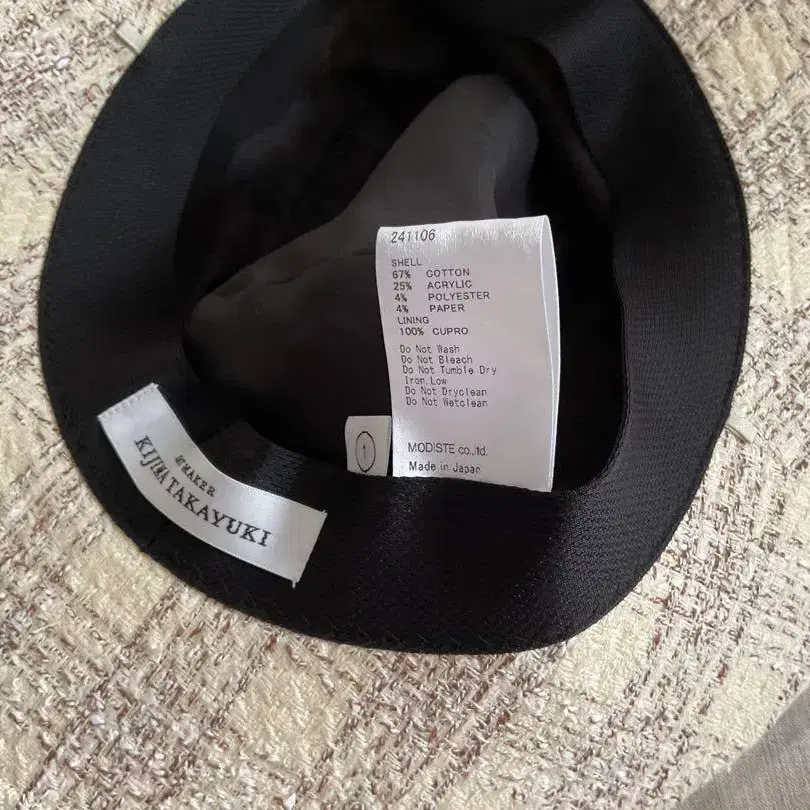 241106
SHELL
67% COTTON
25% ACRYLIC
4% POLYESTER
4% PAPER
LINING
100% CUPRO
Do Not Wash
Do Not Bleach
Do Not Tumble Dry
Iron,Low
Do Not Dryclean
Do Not Wetclean
MODISTE co.,ltd.
Made in Japan
1
MAKER
KIJIMA TAKAYUKI